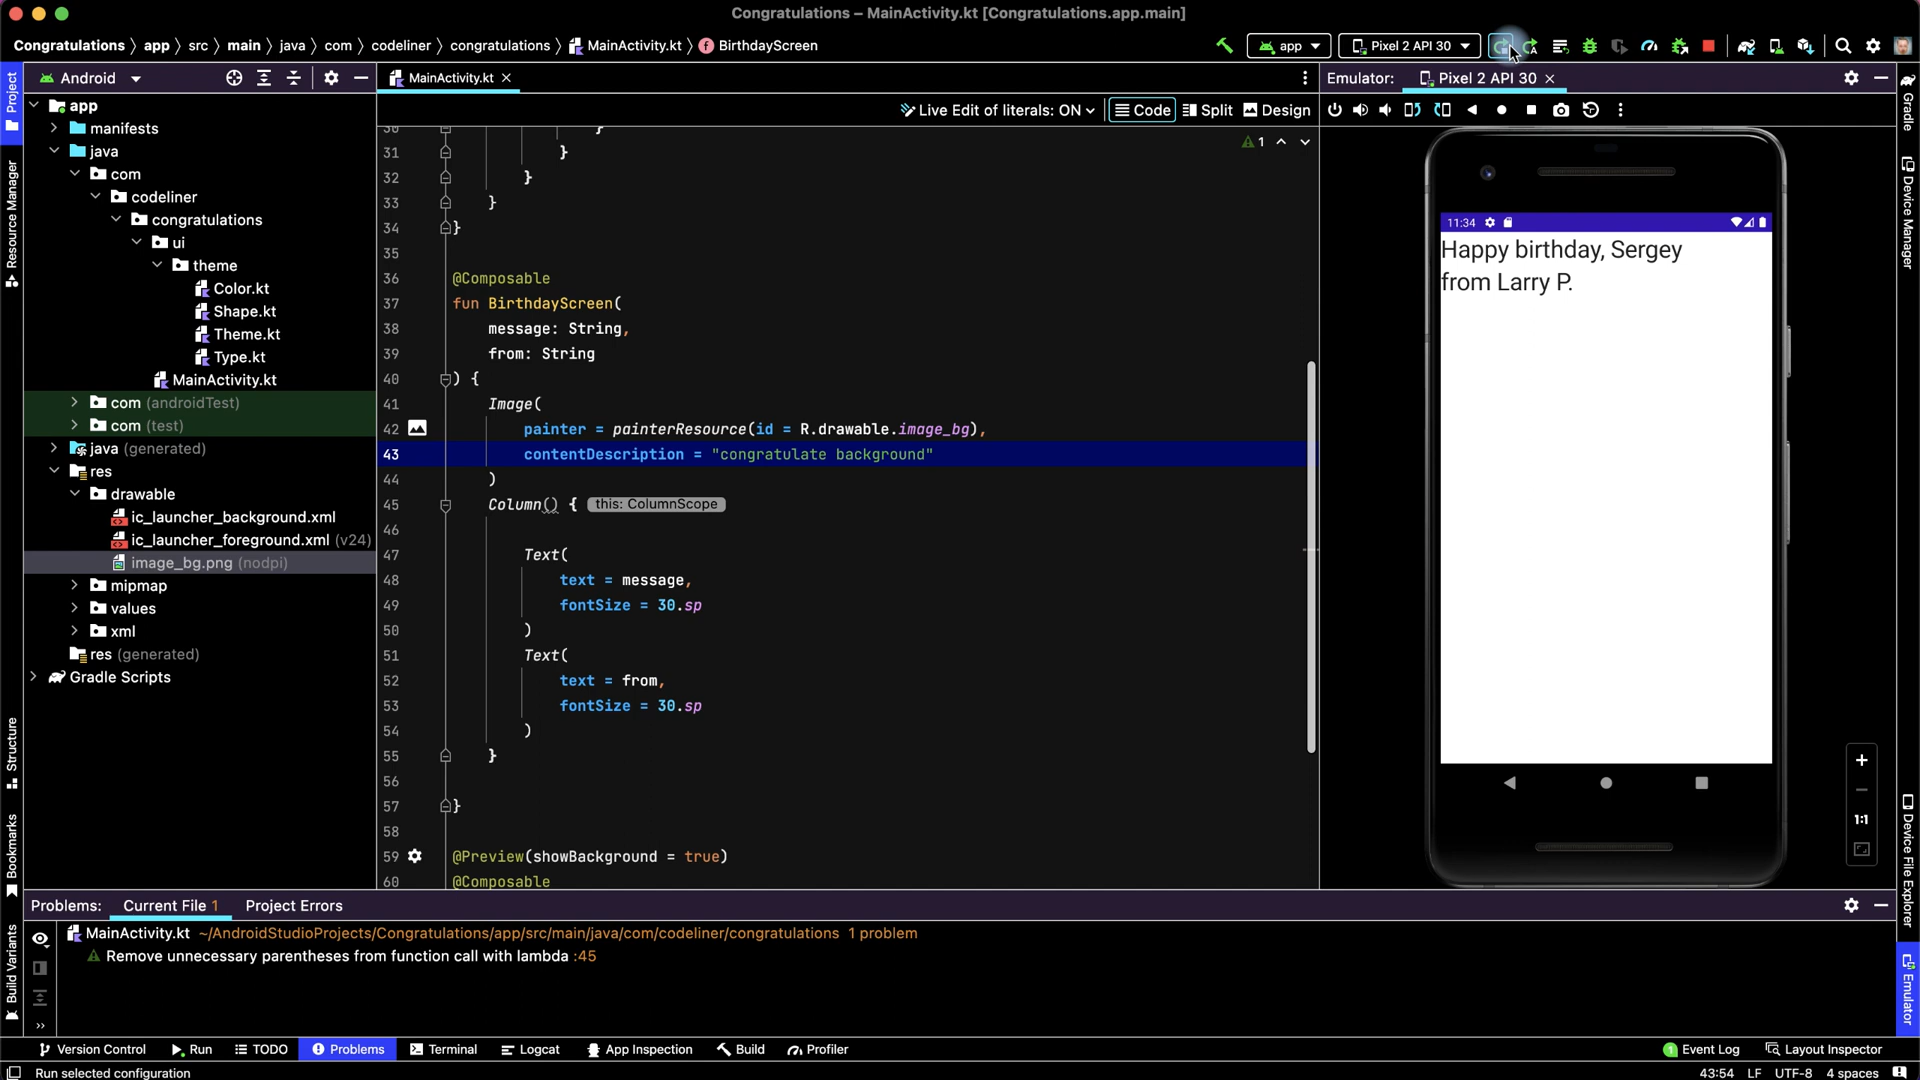 Congratulations – MainActivity.kt [Congratulations.app.main]
Congratulations 〉 app 〉 src 〉 main 〉 java 〉 com 〉 codeliner 〉 congratulations 〉 MainActivity.kt 〉 BirthdayScreen
app
Pixel 2 API 30
Project
Resource Manager
Structure
Bookmarks
Build Variants
Android
app
manifests
java
com
codeliner
congratulations
ui
theme
Color.kt
Shape.kt
Theme.kt
Type.kt
MainActivity.kt
com (androidTest)
com (test)
java (generated)
res
drawable
ic_launcher_background.xml
ic_launcher_foreground.xml (v24)
image_bg.png (nodpi)
mipmap
values
xml
res (generated)
Gradle Scripts
MainActivity.kt
Live Edit of literals: ON
Code
Split
Design
1
30 }
31 }
32 }
33 }
34 }
35
36 @Composable
37 fun BirthdayScreen(
38 message: String,
39 from: String
40 ) {
41 Image(
42 painter = painterResource(id = R.drawable.image_bg),
43 contentDescription = "congratulate background"
44 )
45 Column() { this: ColumnScope
46
47 Text(
48 text = message,
49 fontSize = 30.sp
50 )
51 Text(
52 text = from,
53 fontSize = 30.sp
54 )
55 }
56
57 }
58
59 @Preview(showBackground = true)
60 @Composable
Emulator:
Pixel 2 API 30
11:34
Happy birthday, Sergey
from Larry P.
1:1
Gradle
Device Manager
Device File Explorer
Emulator
Problems:
Current File 1
Project Errors
MainActivity.kt ~/AndroidStudioProjects/Congratulations/app/src/main/java/com/codeliner/congratulations 1 problem
Remove unnecessary parentheses from function call with lambda :45
Version Control
Run
TODO
Problems
Terminal
Logcat
App Inspection
Build
Profiler
1 Event Log
Layout Inspector
Run selected configuration
43:54
LF
UTF-8
4 spaces